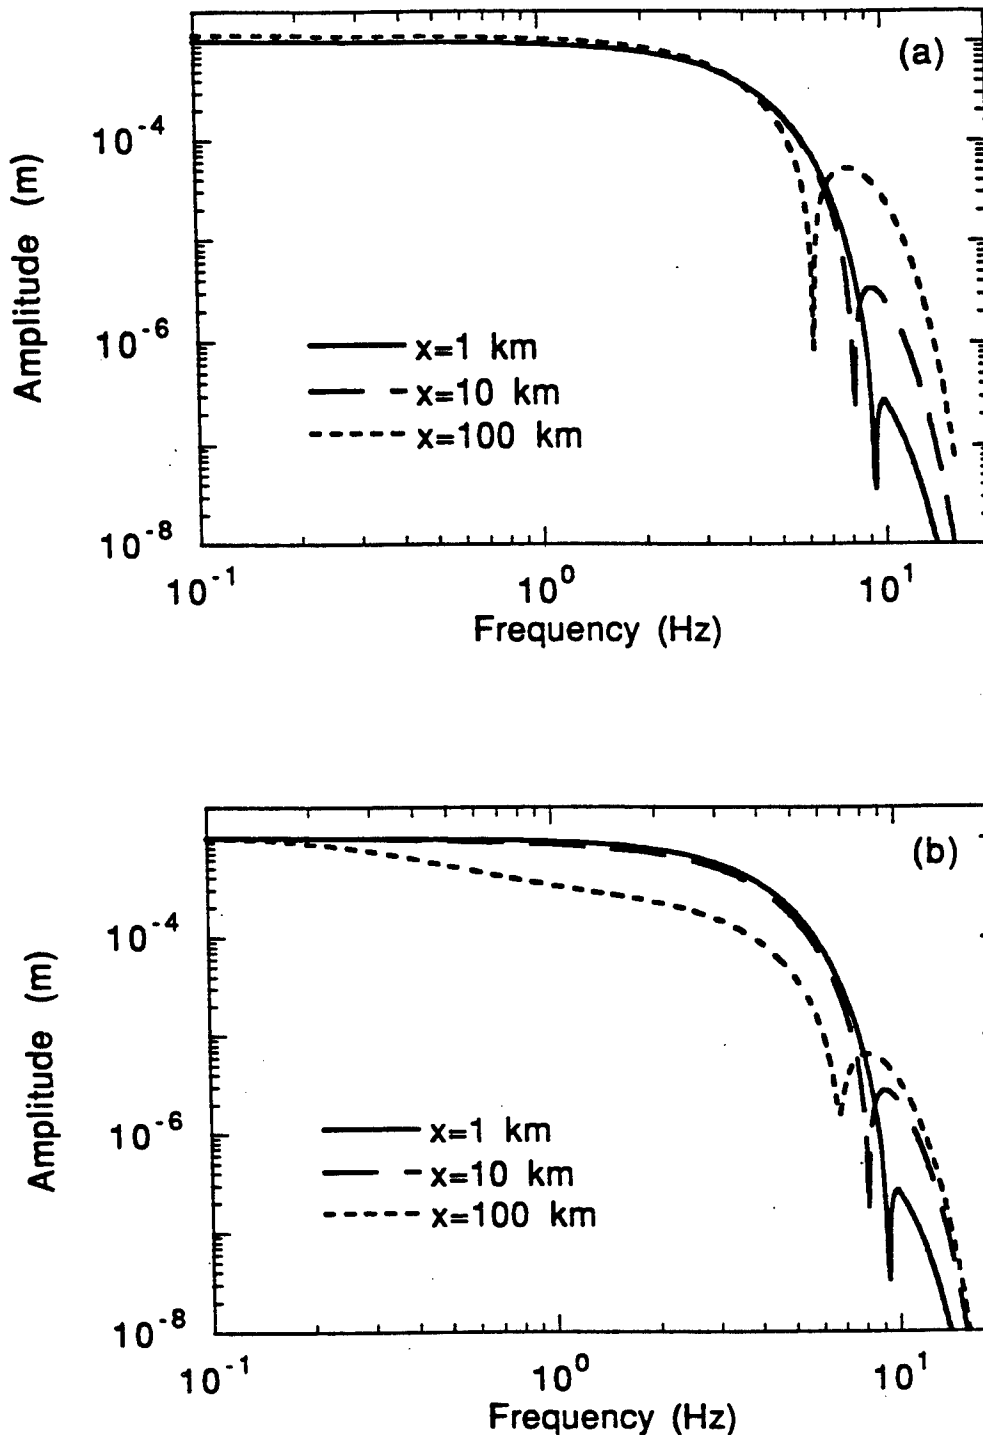 (a)
Amplitude (m)
10^-4
10^-6
10^-8
x=1 km
x=10 km
x=100 km
10^-1
10^0
10^1
Frequency (Hz)
(b)
Amplitude (m)
10^-4
10^-6
10^-8
x=1 km
x=10 km
x=100 km
10^-1
10^0
10^1
Frequency (Hz)